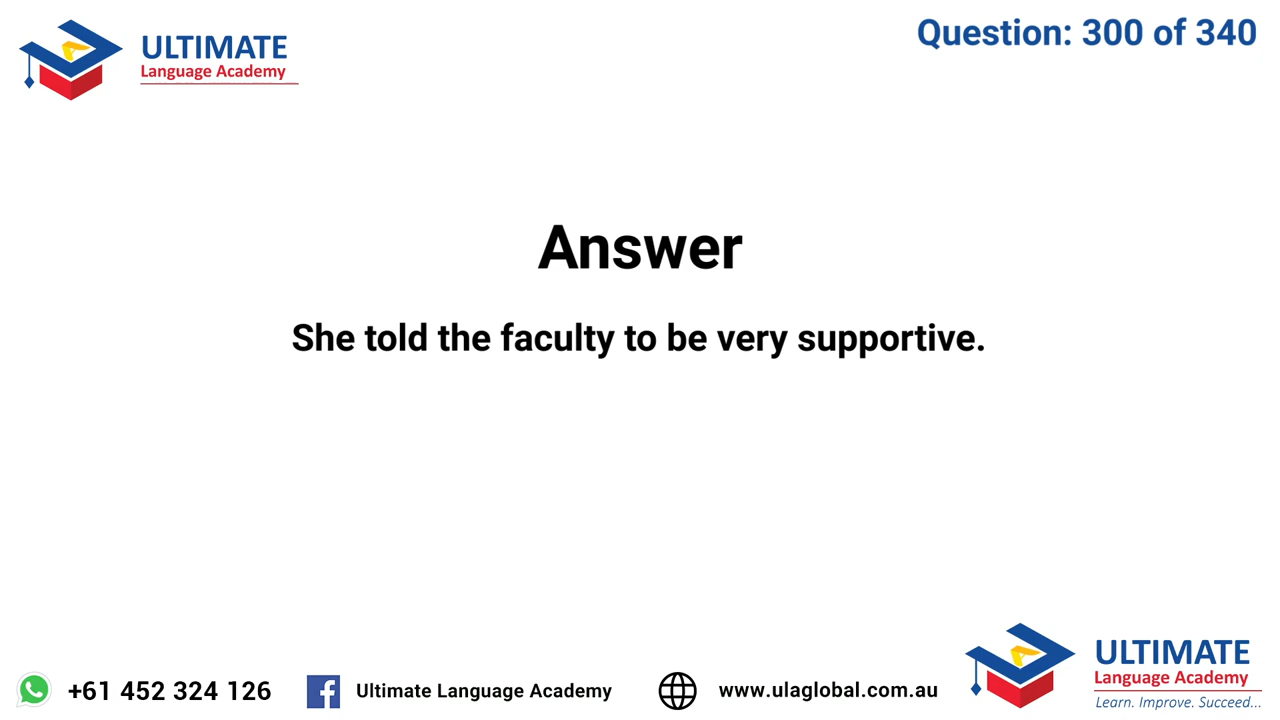 ULTIMATE
Language Academy
Question: 300 of 340
Answer
She told the faculty to be very supportive.
+61 452 324 126
Ultimate Language Academy
www.ulaglobal.com.au
ULTIMATE
Language Academy
Learn. Improve. Succeed...